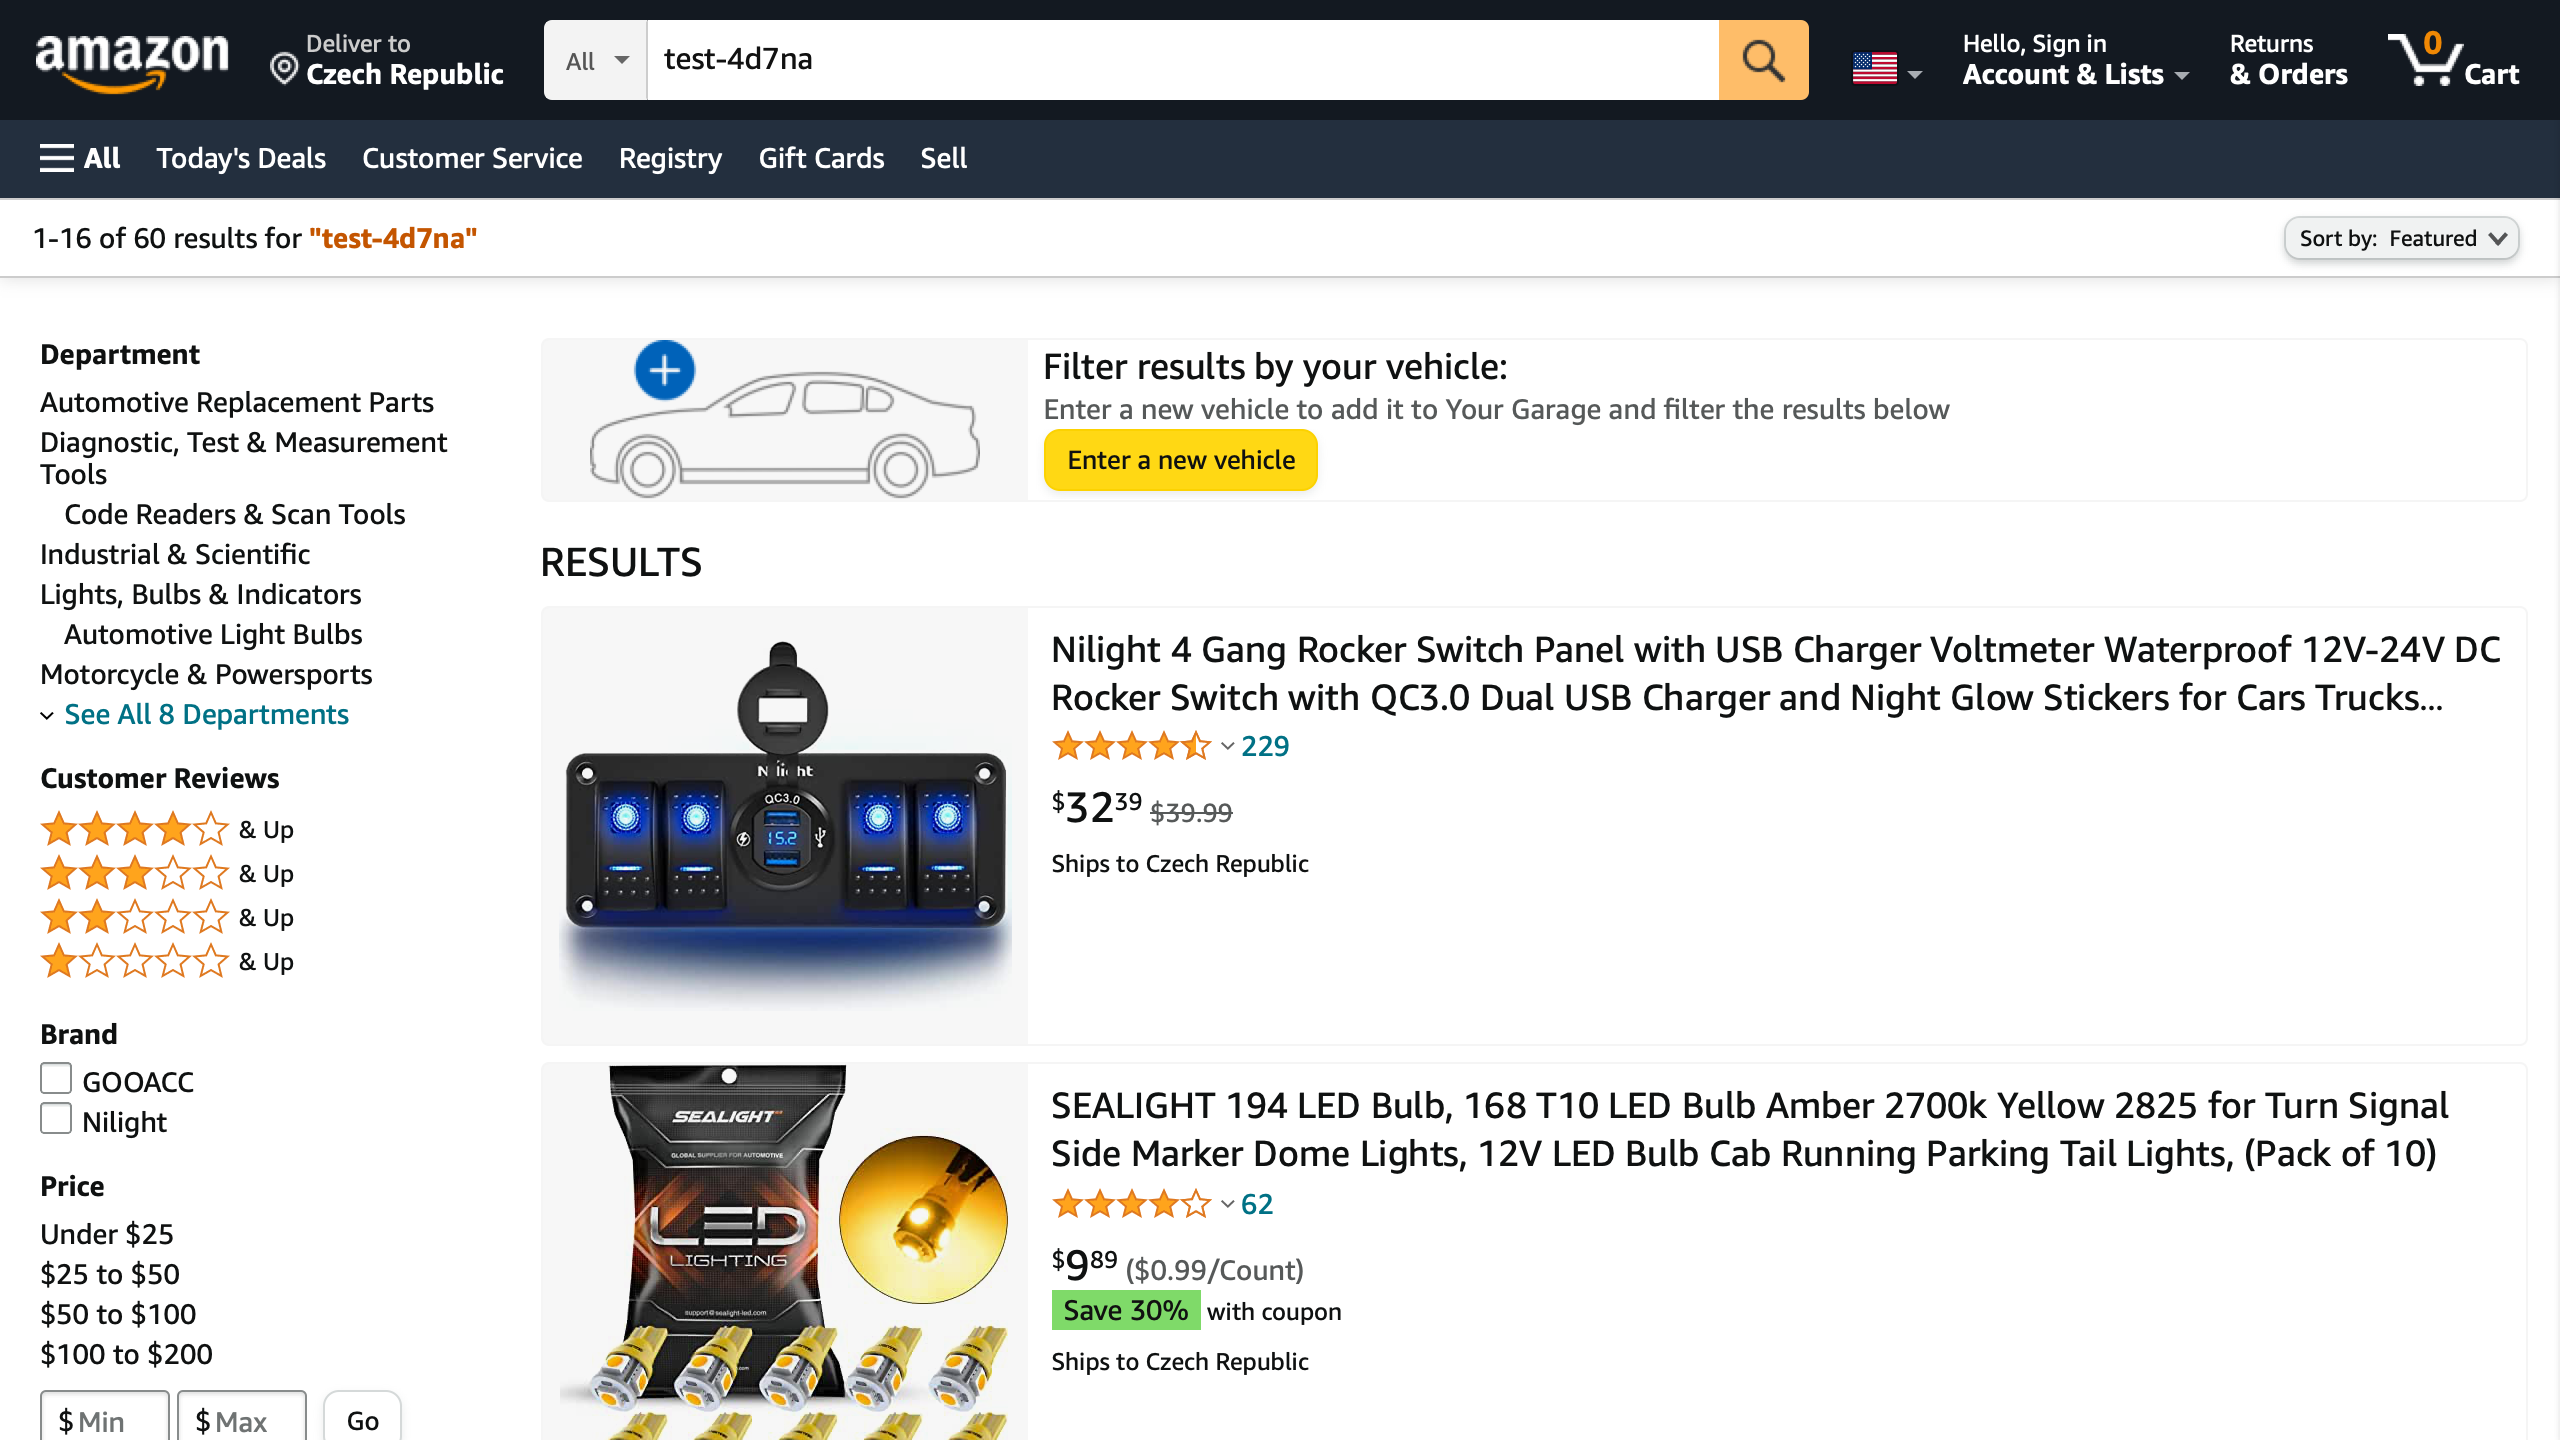 amazon
Deliver to
Czech Republic
All
test-4d7na
Hello, Sign in
Account & Lists
Returns
& Orders
0
Cart
All
Today's Deals
Customer Service
Registry
Gift Cards
Sell
1-16 of 60 results for "test-4d7na"
Sort by: Featured
Department
Automotive Replacement Parts
Diagnostic, Test & Measurement
Tools
Code Readers & Scan Tools
Industrial & Scientific
Lights, Bulbs & Indicators
Automotive Light Bulbs
Motorcycle & Powersports
See All 8 Departments
Customer Reviews
& Up
& Up
& Up
& Up
Brand
GOOACC
Nilight
Price
Under $25
$25 to $50
$50 to $100
$100 to $200
$ Min
$ Max
Go
Filter results by your vehicle:
Enter a new vehicle to add it to Your Garage and filter the results below
Enter a new vehicle
RESULTS
QC3.0
15.2
Nilight 4 Gang Rocker Switch Panel with USB Charger Voltmeter Waterproof 12V-24V DC
Rocker Switch with QC3.0 Dual USB Charger and Night Glow Stickers for Cars Trucks...
229
$32 39 $39.99
Ships to Czech Republic
SEALIGHT
GLOBAL SUPPLIER FOR AUTOMOTIVE
LED
LIGHTING
support@sealight-led.com
SEALIGHT 194 LED Bulb, 168 T10 LED Bulb Amber 2700k Yellow 2825 for Turn Signal
Side Marker Dome Lights, 12V LED Bulb Cab Running Parking Tail Lights, (Pack of 10)
62
$9 89 ($0.99/Count)
Save 30% with coupon
Ships to Czech Republic